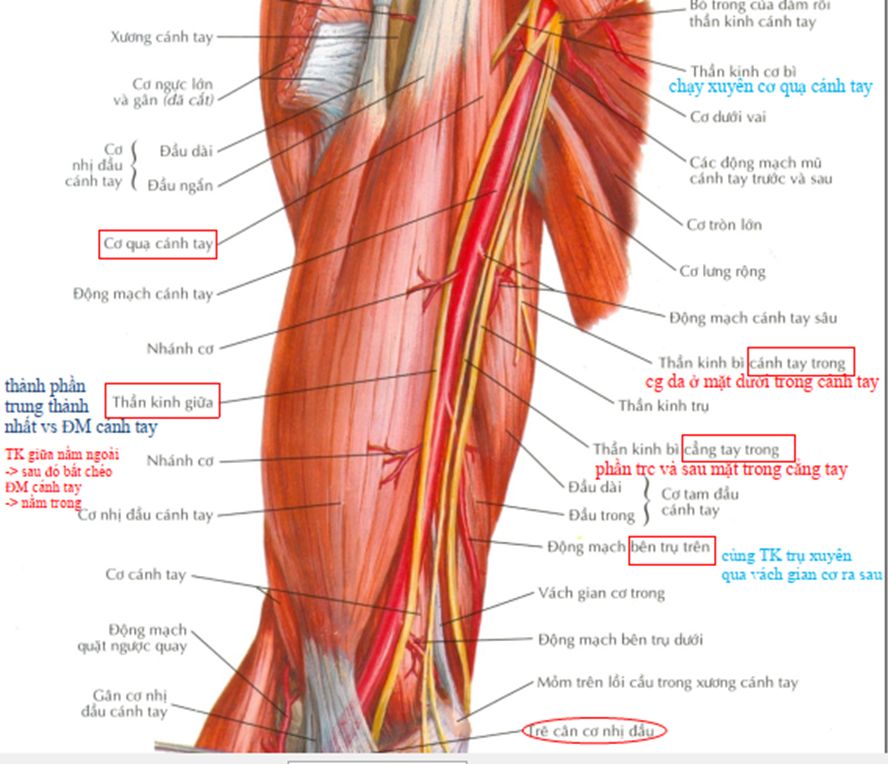 Bó trong của đám rối
thần kinh cánh tay
Xương cánh tay
Thần kinh cơ bì
chạy xuyên cơ quạ cánh tay
Cơ ngực lớn
và gân (đã cắt)
Cơ dưới vai
Cơ
nhị đầu
cánh tay
Đầu dài
Đầu ngắn
Các động mạch mũ
cánh tay trước và sau
Cơ tròn lớn
Cơ quạ cánh tay
Cơ lưng rộng
Động mạch cánh tay
Động mạch cánh tay sâu
Nhánh cơ
Thần kinh bì cánh tay trong
cg da ở mặt dưới trong cánh tay
thành phần
trung thành
nhất vs ĐM cánh tay
Thần kinh giữa
Thần kinh trụ
TK giữa nằm ngoài
-> sau đó bắt chéo
ĐM cánh tay
-> nằm trong
Thần kinh bì cẳng tay trong
phần trc và sau mặt trong cẳng tay
Nhánh cơ
Đầu dài
Đầu trong
Cơ tam đầu
cánh tay
Cơ nhị đầu cánh tay
Động mạch bên trụ trên
cùng TK trụ xuyên
qua vách gian cơ ra sau
Cơ cánh tay
Vách gian cơ trong
Động mạch
quặt ngược quay
Động mạch bên trụ dưới
Mỏm trên lồi cầu trong xương cánh tay
Gân cơ nhị
đầu cánh tay
Trẽ cân cơ nhị đầu